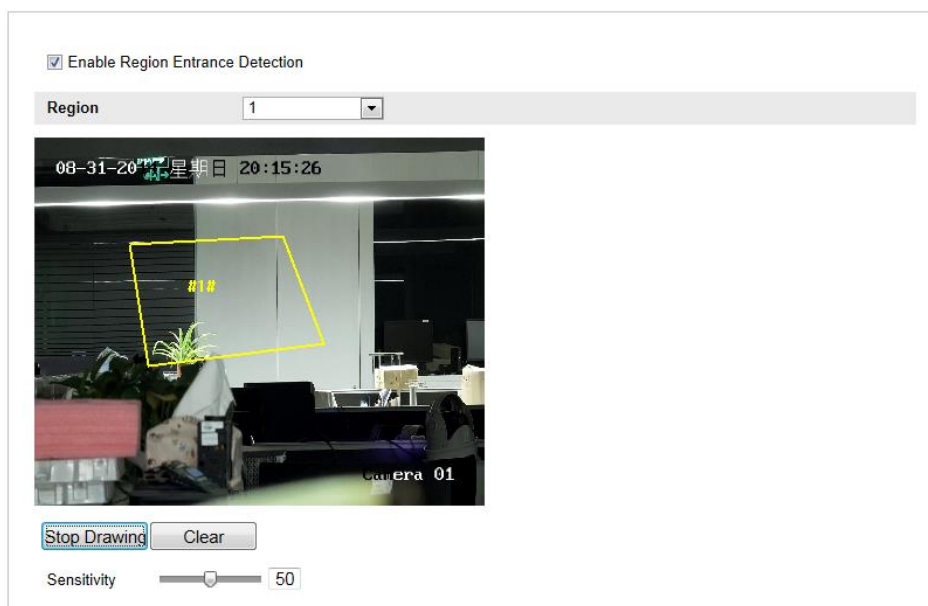 Enable Region Entrance Detection
Region 1
08-31-20 星期日 20:15:26
#1#
Camera 01
Stop Drawing Clear
Sensitivity 50